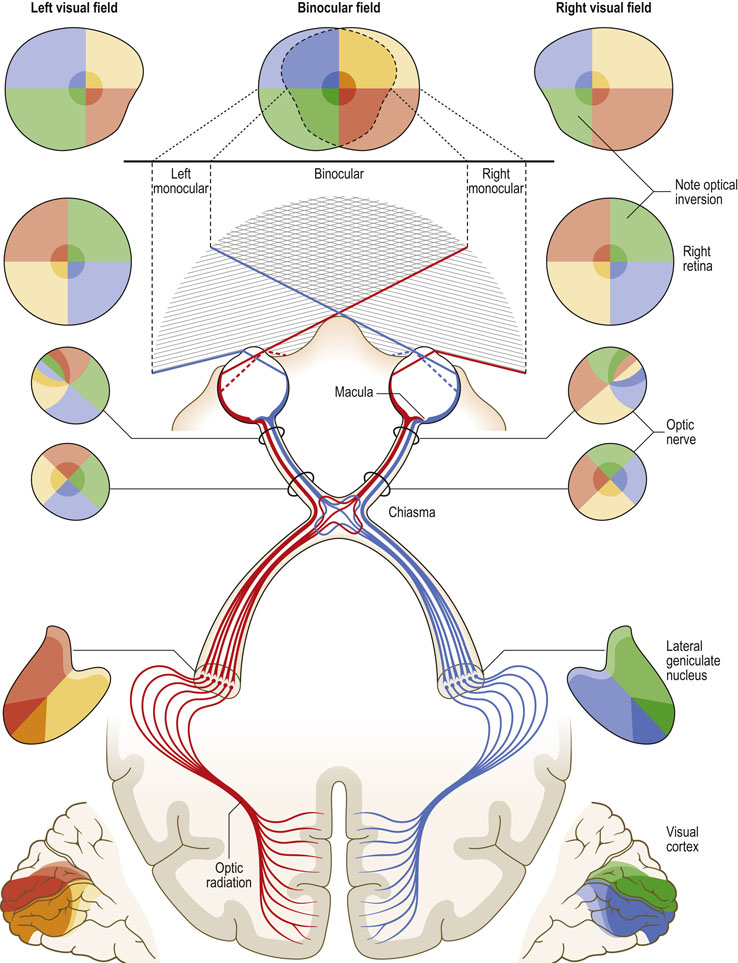 Left visual field
Binocular field
Right visual field
Left
monocular
Binocular
Right
monocular
Note optical
inversion
Right
retina
Macula
Optic
nerve
Chiasma
Lateral
geniculate
nucleus
Visual
cortex
Optic
radiation